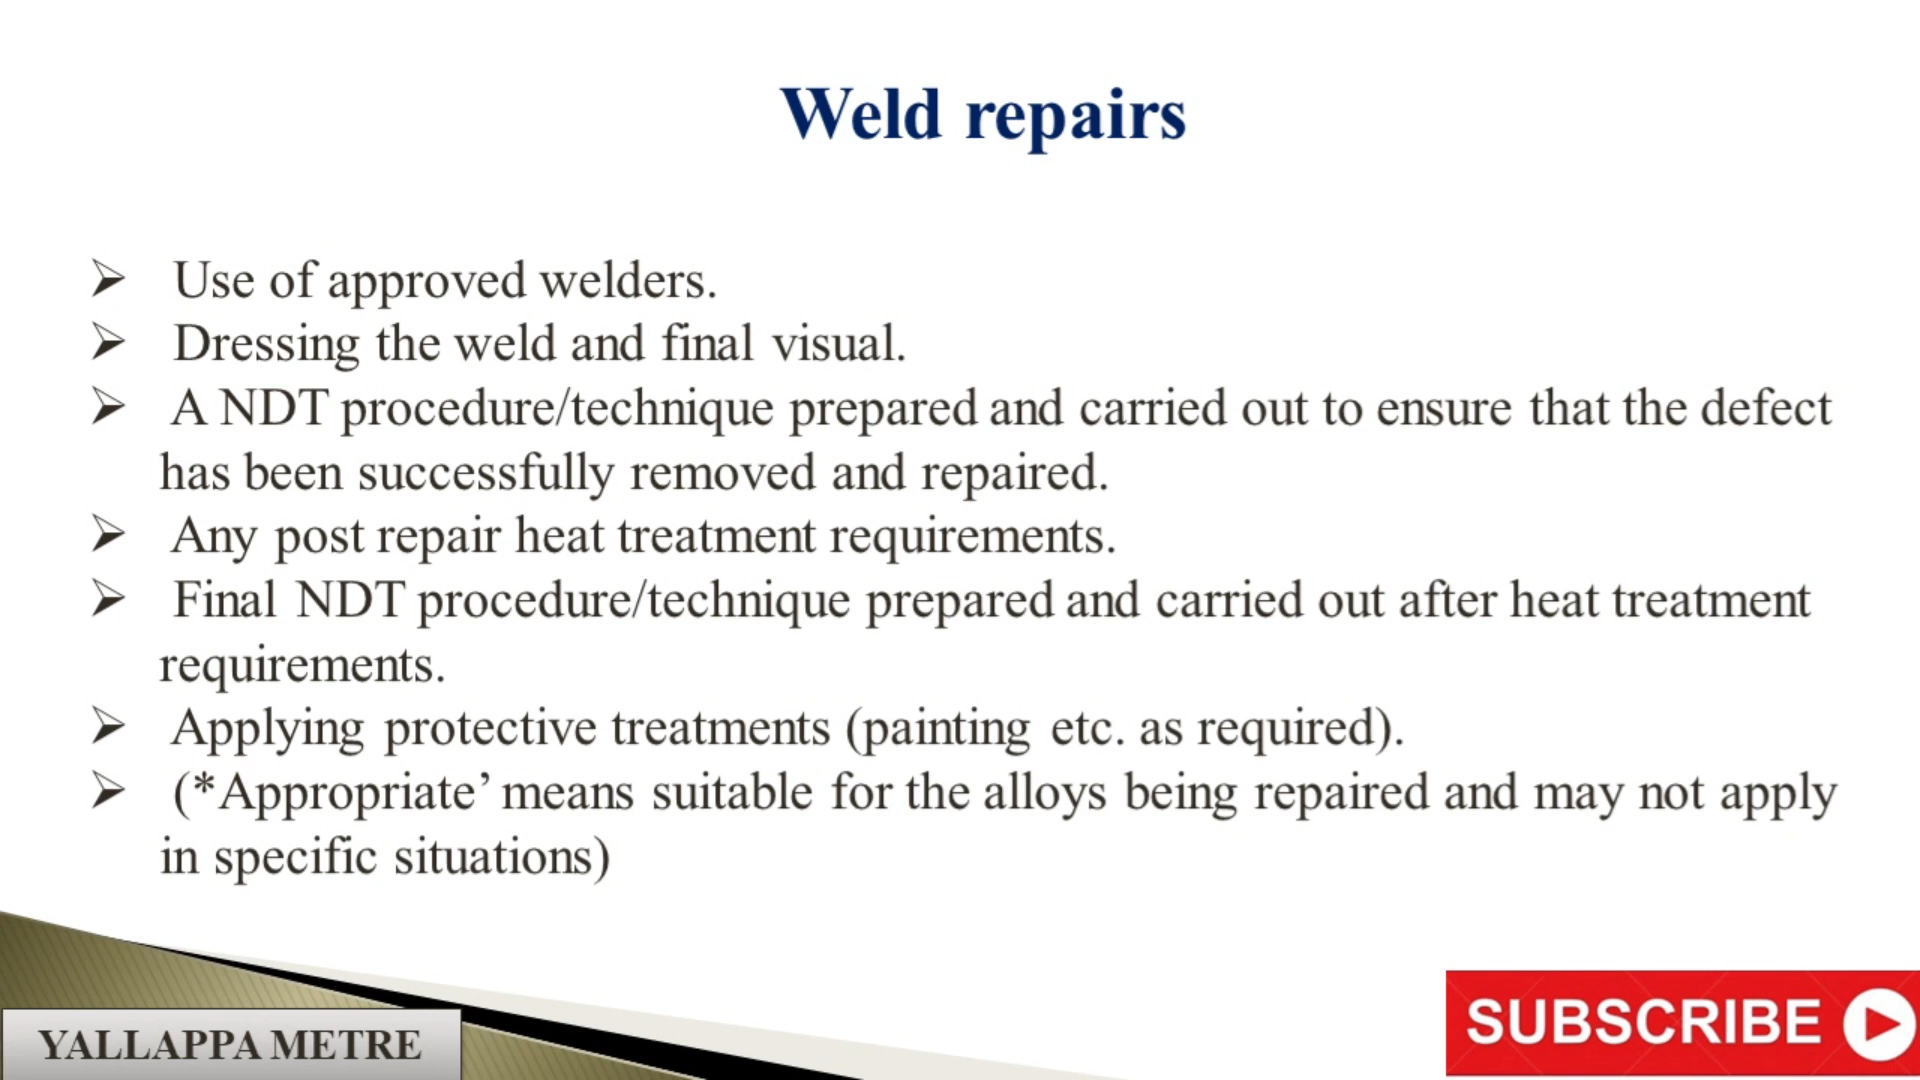 Weld repairs
➢ Use of approved welders.
➢ Dressing the weld and final visual.
➢ A NDT procedure/technique prepared and carried out to ensure that the defect
has been successfully removed and repaired.
➢ Any post repair heat treatment requirements.
➢ Final NDT procedure/technique prepared and carried out after heat treatment
requirements.
➢ Applying protective treatments (painting etc. as required).
➢ (*Appropriate’ means suitable for the alloys being repaired and may not apply
in specific situations)
YALLAPPA METRE
SUBSCRIBE